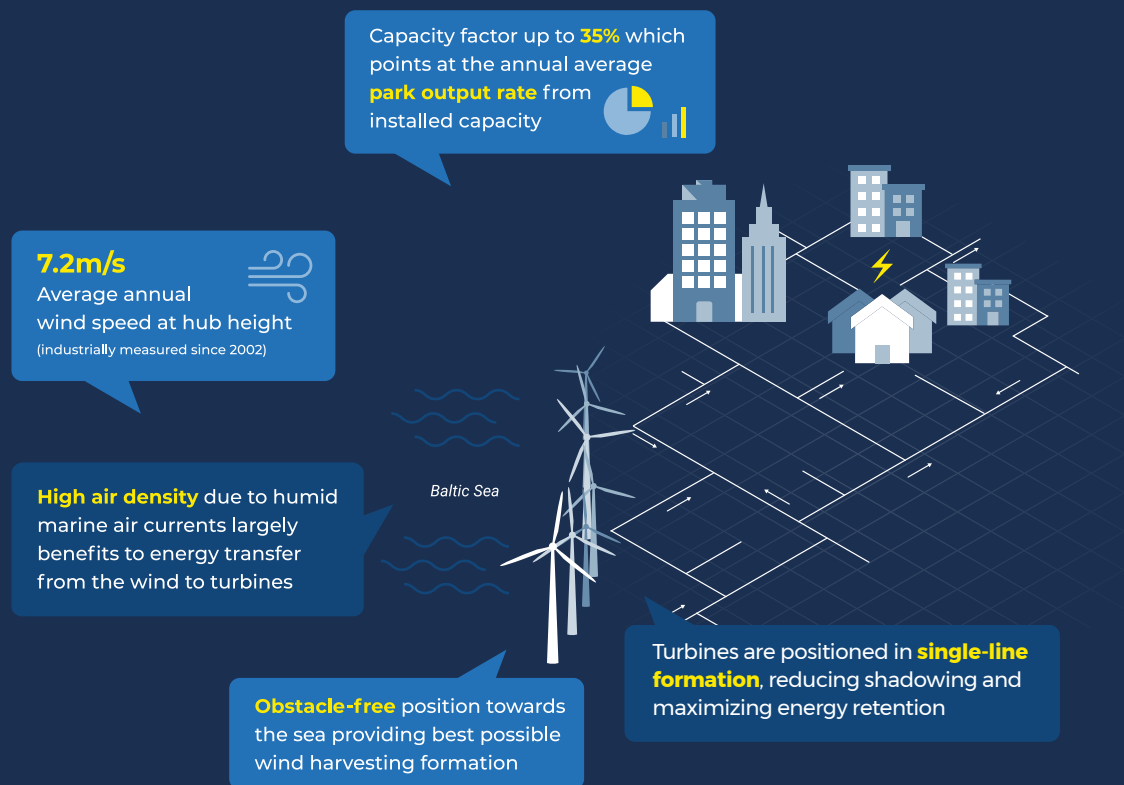 Capacity factor up to 35% which
points at the annual average
park output rate from
installed capacity
7.2m/s
Average annual
wind speed at hub height
(industrially measured since 2002)
High air density due to humid
marine air currents largely
benefits to energy transfer
from the wind to turbines
Baltic Sea
Obstacle-free position towards
the sea providing best possible
wind harvesting formation
Turbines are positioned in single-line
formation, reducing shadowing and
maximizing energy retention